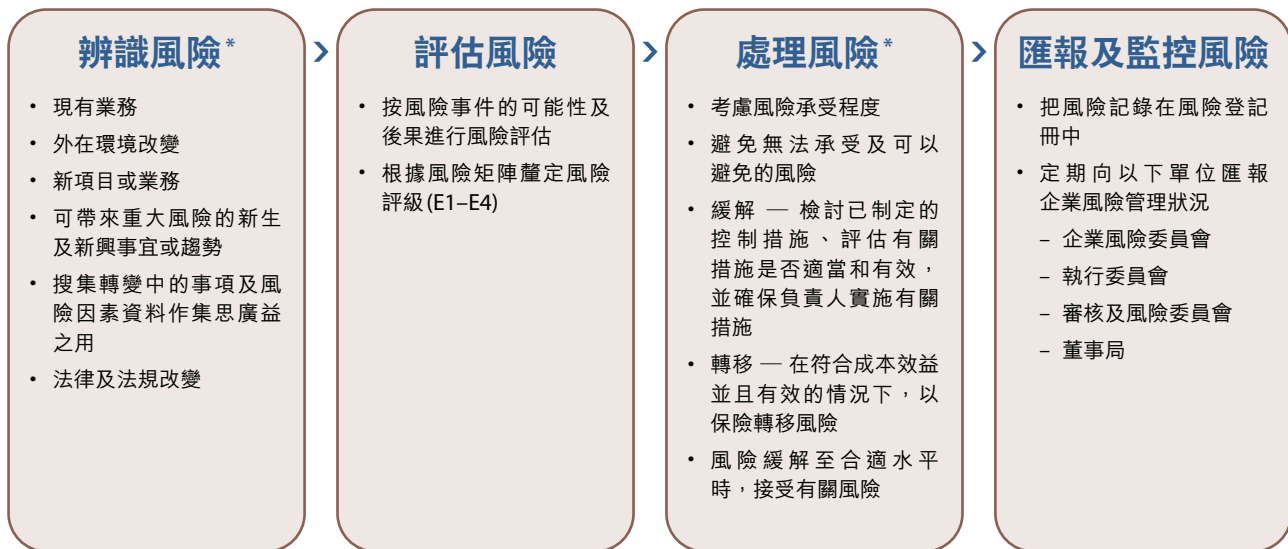 辨識風險*
• 現有業務
• 外在環境改變
• 新項目或業務
• 可帶來重大風險的新生
及新興事宜或趨勢
• 搜集轉變中的事項及風
險因素資料作集思廣益
之用
• 法律及法規改變
›
評估風險
• 按風險事件的可能性及
後果進行風險評估
• 根據風險矩陣釐定風險
評級(E1–E4)
›
處理風險*
• 考慮風險承受程度
• 避免無法承受及可以
避免的風險
• 緩解 — 檢討已制定的
控制措施、評估有關
措施是否適當和有效，
並確保負責人實施有關
措施
• 轉移 — 在符合成本效益
並且有效的情況下，以
保險轉移風險
• 風險緩解至合適水平
時，接受有關風險
›
匯報及監控風險
• 把風險記錄在風險登記
冊中
• 定期向以下單位匯報
企業風險管理狀況
– 企業風險委員會
– 執行委員會
– 審核及風險委員會
– 董事局